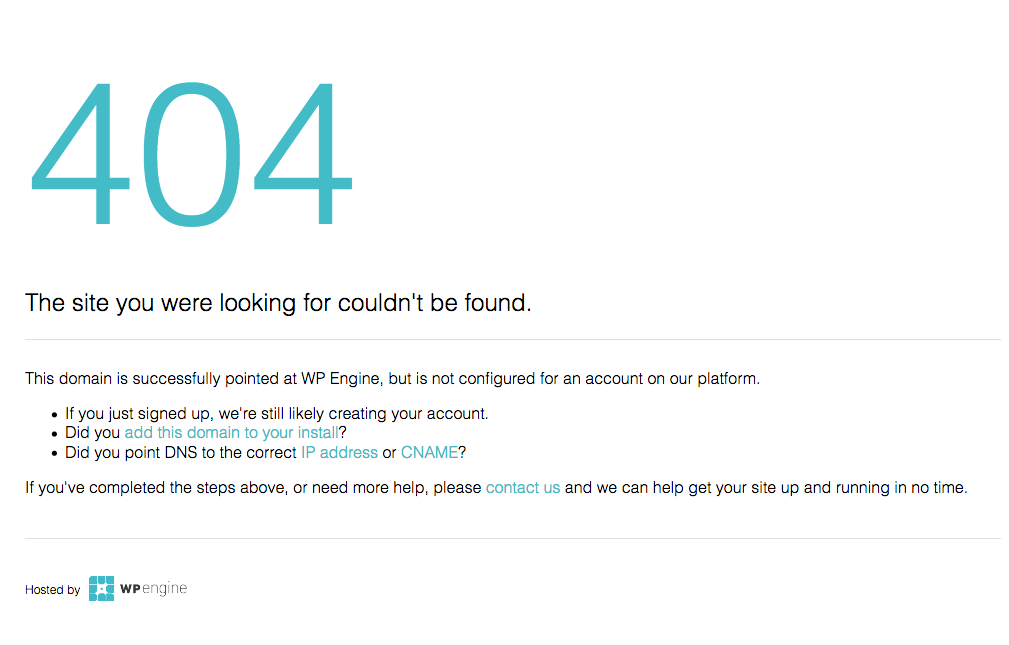 404
The site you were looking for couldn't be found.
This domain is successfully pointed at WP Engine, but is not configured for an account on our platform.
• If you just signed up, we're still likely creating your account.
• Did you add this domain to your install?
• Did you point DNS to the correct IP address or CNAME?
If you've completed the steps above, or need more help, please contact us and we can help get your site up and running in no time.
Hosted by WPengine